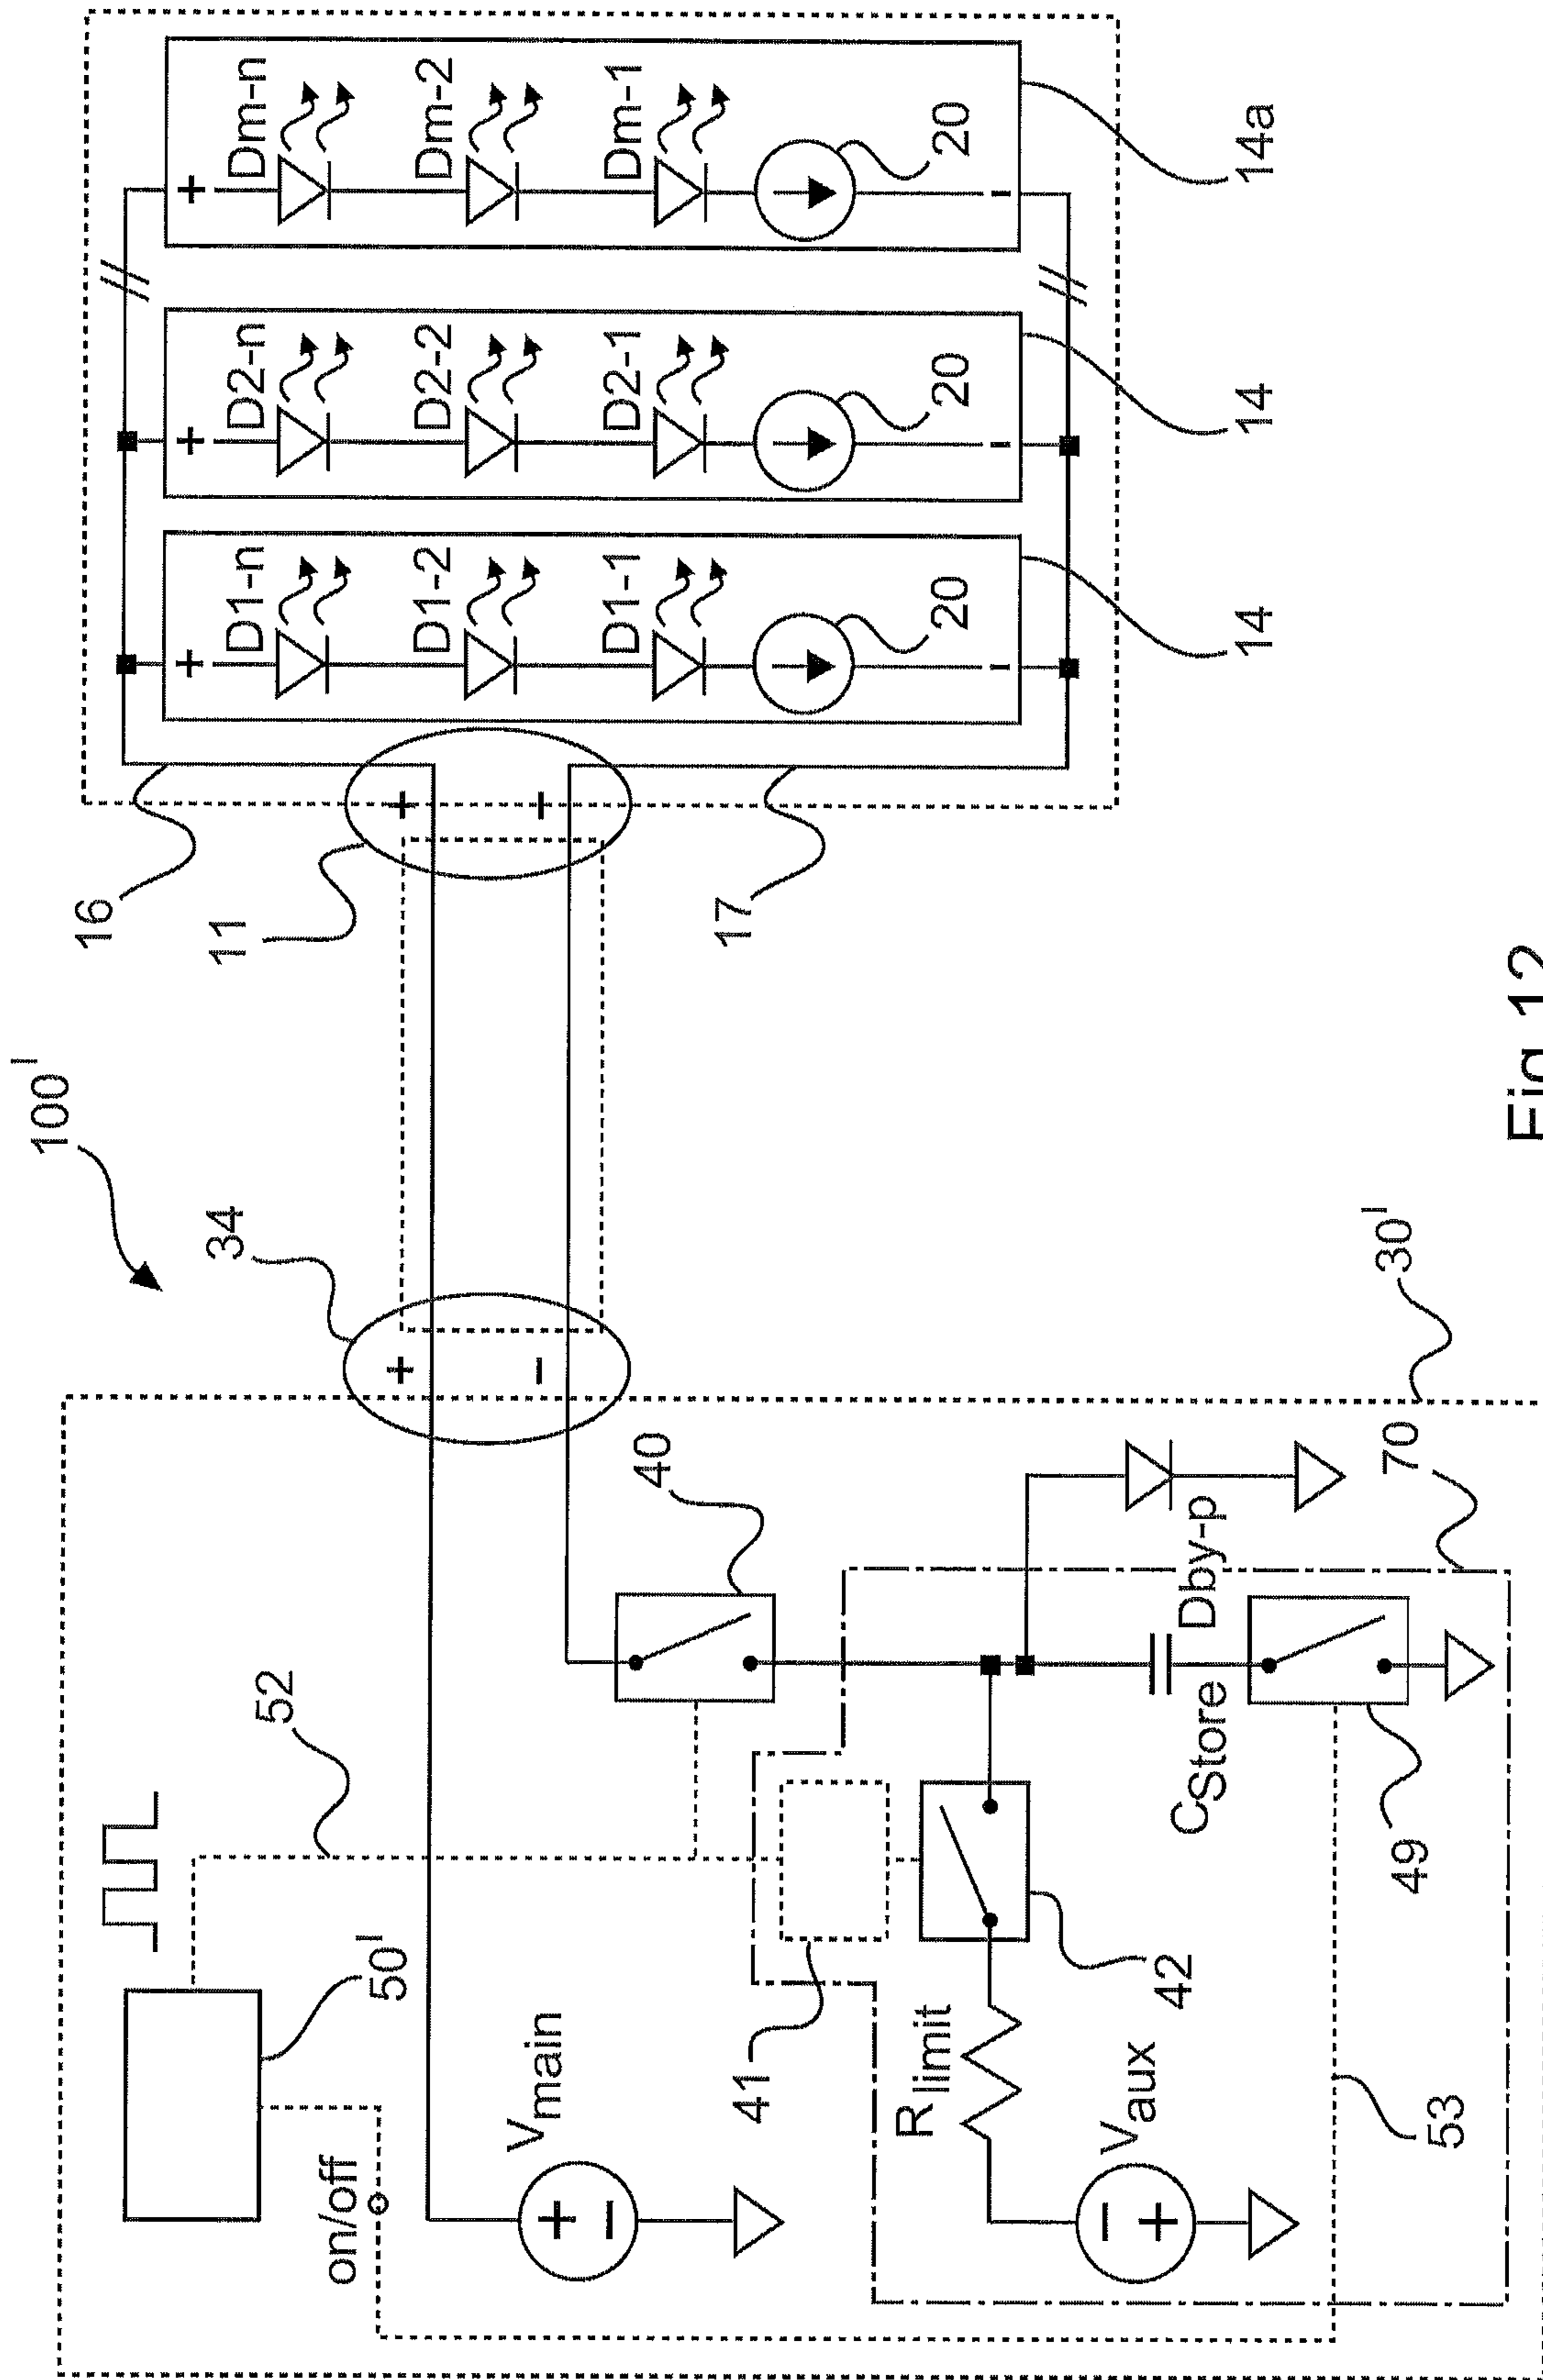 100'
34
16
11
17
+
-
+
-
+
D1-n
D1-2
D1-1
20
-
14
+
D2-n
D2-2
D2-1
20
-
14
+
Dm-n
Dm-2
Dm-1
20
-
14a
50'
52
on/off
Vmain
+
-
40
41
42
Rlimit
Vaux
-
+
CStore
Dby-p
49
53
70
30'
Fig. 12